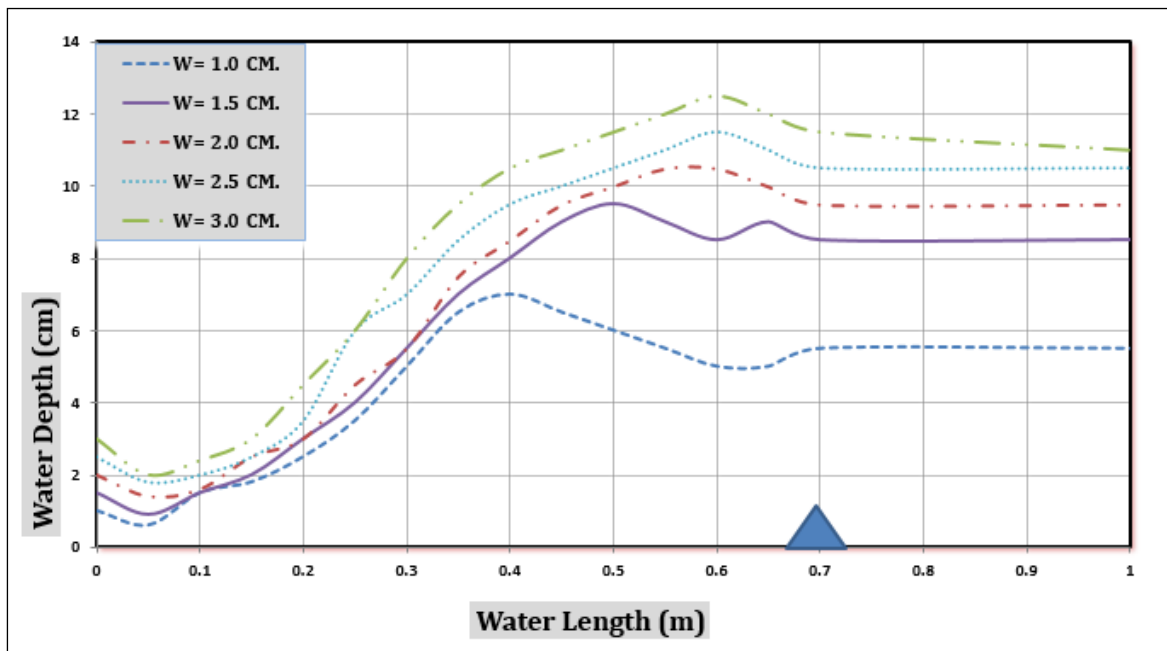 14
12
10
8
6
4
2
0
W= 1.0 CM.
W= 1.5 CM.
W= 2.0 CM.
W= 2.5 CM.
W= 3.0 CM.
Water Depth (cm)
0 0.1 0.2 0.3 0.4 0.5 0.6 0.7 0.8 0.9 1
Water Length (m)